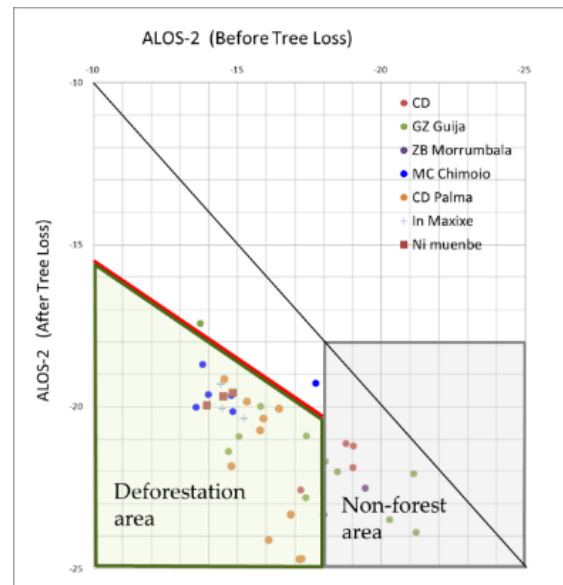 ALOS-2 (Before Tree Loss)
-10 -15 -20 -25
-10
-15
-20
-25
ALOS-2 (After Tree Loss)
CD
GZ Guija
ZB Morrumbala
MC Chimoio
CD Palma
In Maxixe
Ni muenbe
Deforestation
area
Non-forest
area